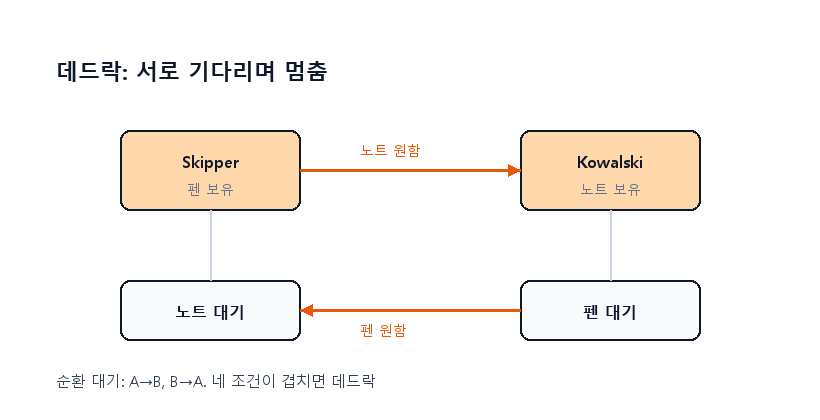 데드락: 서로 기다리며 멈춤
Skipper
펜 보유
노트 원함
Kowalski
노트 보유
노트 대기
펜 원함
펜 대기
순환 대기: A→B, B→A. 네 조건이 겹치면 데드락